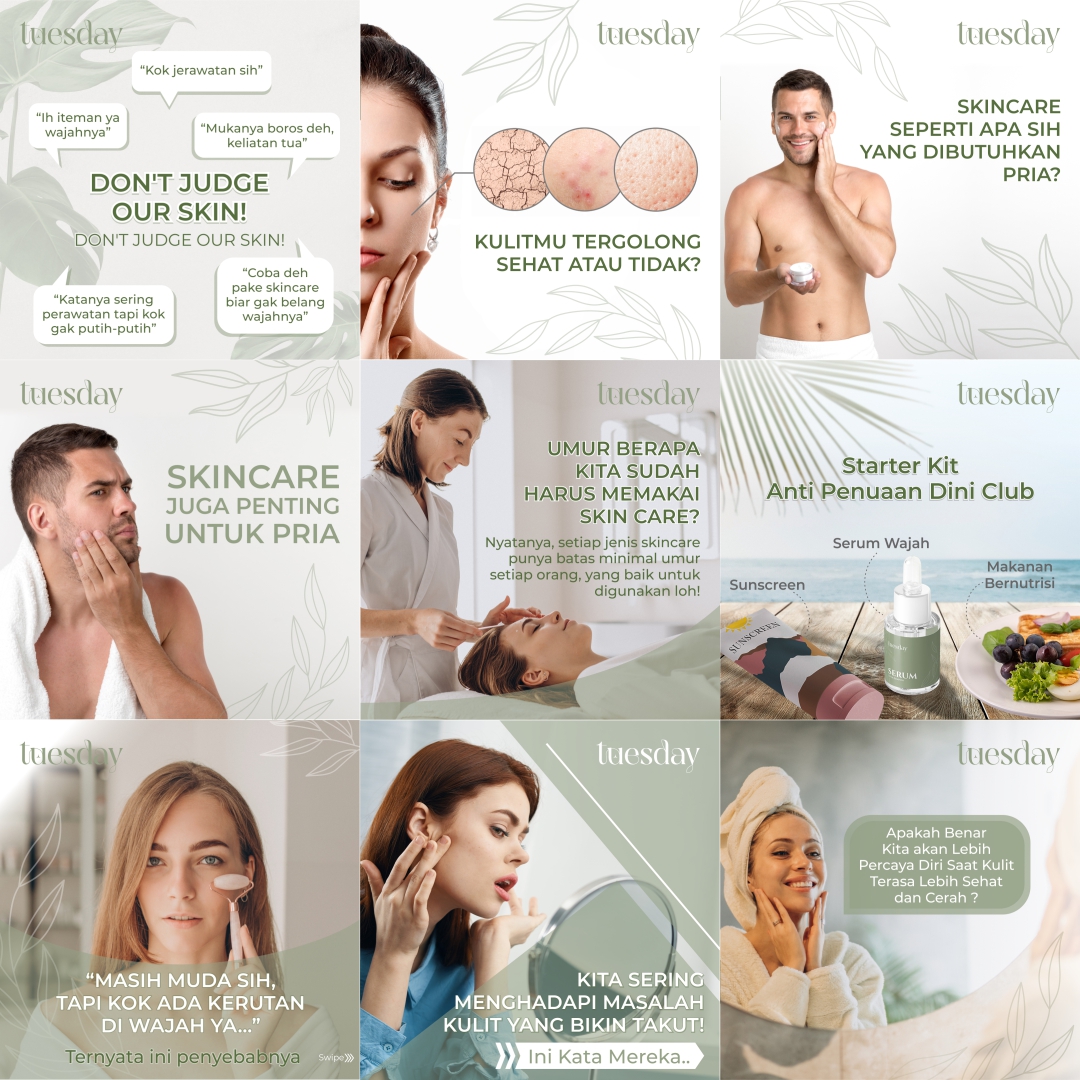 tuesday
“Kok jerawatan sih”
“Ih iteman ya
wajahnya”
“Mukanya boros deh,
keliatan tua”
DON'T JUDGE
OUR SKIN!
DON'T JUDGE OUR SKIN!
“Katanya sering
perawatan tapi kok
gak putih-putih”
“Coba deh
pake skincare
biar gak belang
wajahnya”
tuesday
KULITMU TERGOLONG
SEHAT ATAU TIDAK?
tuesday
SKINCARE
SEPERTI APA SIH
YANG DIBUTUHKAN
PRIA?
tuesday
SKINCARE
JUGA PENTING
UNTUK PRIA
tuesday
UMUR BERAPA
KITA SUDAH
HARUS MEMAKAI
SKIN CARE?
Nyatanya, setiap jenis skincare
punya batas minimal umur
setiap orang, yang baik untuk
digunakan loh!
tuesday
Starter Kit
Anti Penuaan Dini Club
Serum Wajah
Sunscreen
Makanan
Bernutrisi
SUNSCREEN
tuesday
SERUM
tuesday
“MASIH MUDA SIH,
TAPI KOK ADA KERUTAN
DI WAJAH YA...”
Ternyata ini penyebabnya
Swipe
tuesday
KITA SERING
MENGHADAPI MASALAH
KULIT YANG BIKIN TAKUT!
Ini Kata Mereka..
tuesday
Apakah Benar
Kita akan Lebih
Percaya Diri Saat Kulit
Terasa Lebih Sehat
dan Cerah ?